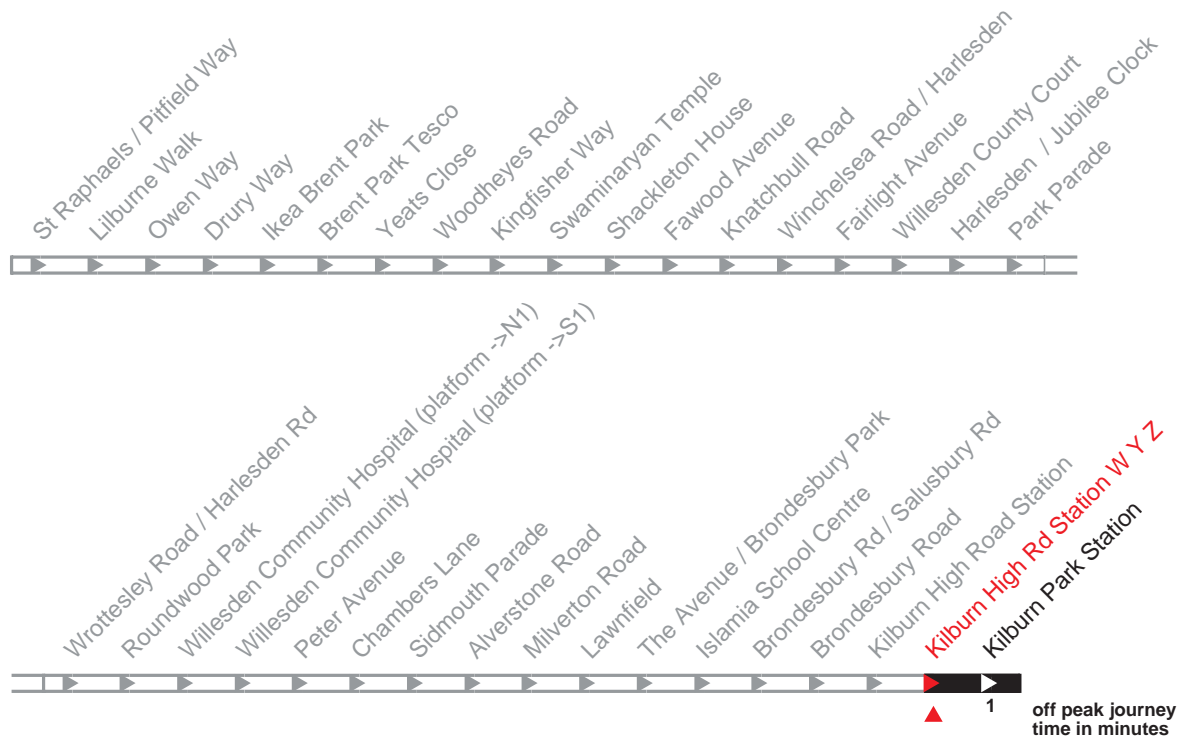 St Raphaels / Pitfield Way
Lilburne Walk
Owen Way
Drury Way
Ikea Brent Park
Brent Park Tesco
Yeats Close
Woodheyes Road
Kingfisher Way
Swaminaryan Temple
Shackleton House
Fawood Avenue
Knatchbull Road
Winchelsea Road / Harlesden
Fairlight Avenue
Willesden County Court
Harlesden / Jubilee Clock
Park Parade
Wrottesley Road / Harlesden Rd
Roundwood Park
Willesden Community Hospital (platform ->N1)
Willesden Community Hospital (platform ->S1)
Peter Avenue
Chambers Lane
Sidmouth Parade
Alverstone Road
Milverton Road
Lawnfield
The Avenue / Brondesbury Park
Islamia School Centre
Brondesbury Rd / Salusbury Rd
Brondesbury Road
Kilburn High Road Station
Kilburn High Rd Station W Y Z
Kilburn Park Station
1
off peak journey
time in minutes